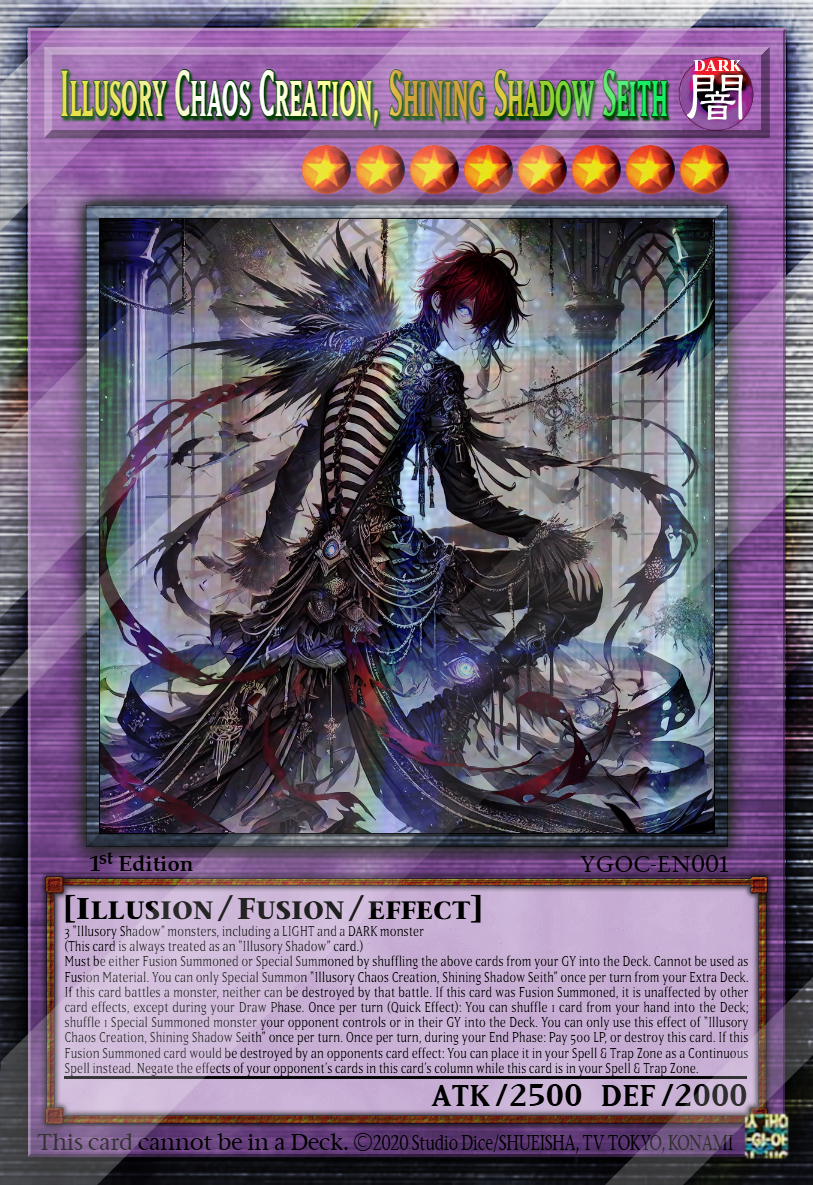 Illusory Chaos Creation, Shining Shadow Seith
DARK
闇
1st Edition
YGOC-EN001
[Illusion / Fusion / effect]
3 "Illusory Shadow" monsters, including a LIGHT and a DARK monster
(This card is always treated as an "Illusory Shadow" card.)
Must be either Fusion Summoned or Special Summoned by shuffling the above cards from your GY into the Deck. Cannot be used as
Fusion Material. You can only Special Summon "Illusory Chaos Creation, Shining Shadow Seith" once per turn from your Extra Deck.
If this card battles a monster, neither can be destroyed by that battle. If this card was Fusion Summoned, it is unaffected by other
card effects, except during your Draw Phase. Once per turn (Quick Effect): You can shuffle 1 card from your hand into the Deck;
shuffle 1 Special Summoned monster your opponent controls or in their GY into the Deck. You can only use this effect of "Illusory
Chaos Creation, Shining Shadow Seith" once per turn. Once per turn, during your End Phase: Pay 500 LP, or destroy this card. If this
Fusion Summoned card would be destroyed by an opponents card effect: You can place it in your Spell & Trap Zone as a Continuous
Spell instead. Negate the effects of your opponent's cards in this card's column while this card is in your Spell & Trap Zone.
ATK/2500 DEF/2000
This card cannot be in a Deck. ©2020 Studio Dice/SHUEISHA, TV TOKYO, KONAMI